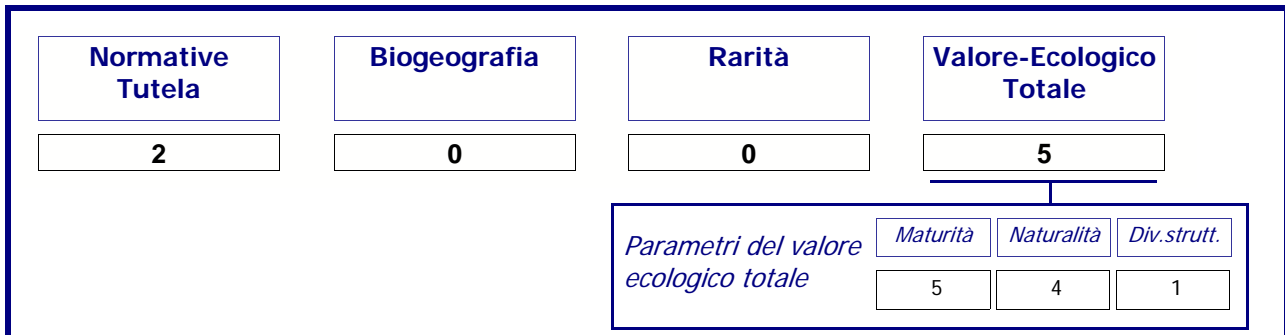 Normative
Tutela
2
Biogeografia
0
Rarità
0
Valore-Ecologico
Totale
5
Parametri del valore
ecologico totale
Maturità
5
Naturalità
4
Div.strutt.
1